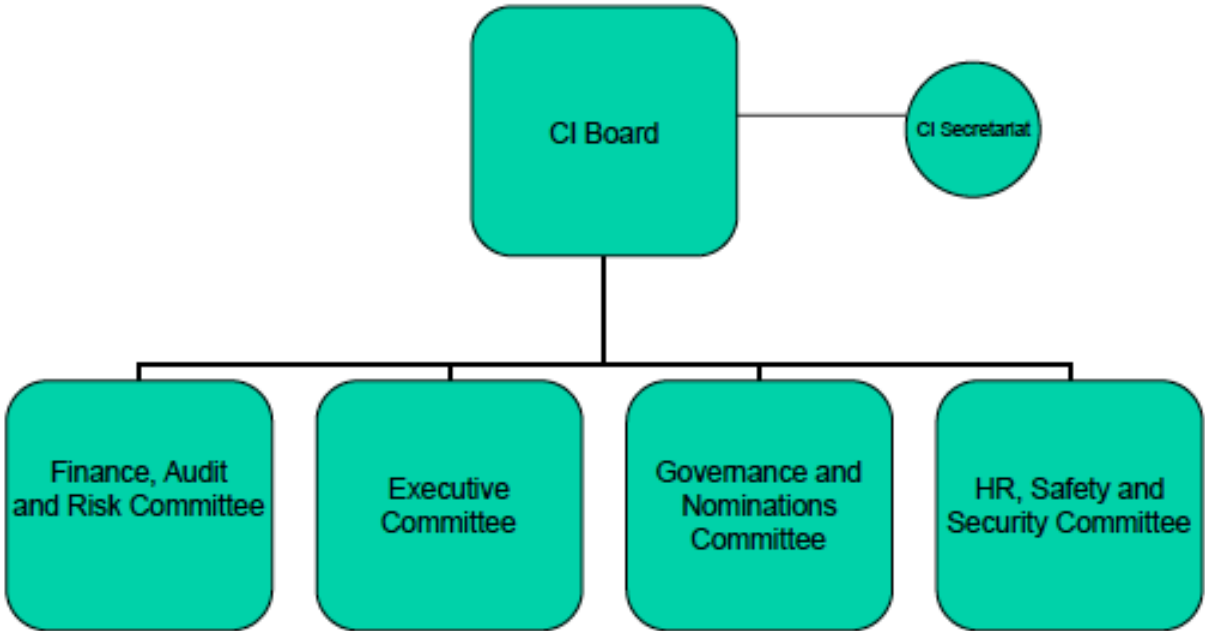 CI Board
CI Secretariat
Finance, Audit
and Risk Committee
Executive
Committee
Governance and
Nominations
Committee
HR, Safety and
Security Committee